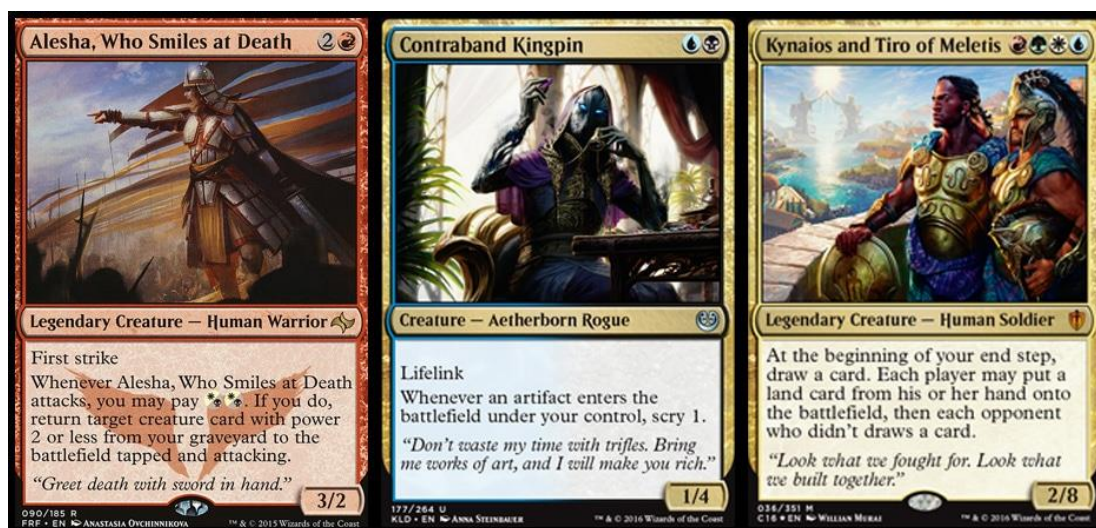 Alesha, Who Smiles at Death 2
Legendary Creature — Human Warrior
First strike
Whenever Alesha, Who Smiles at Death
attacks, you may pay . If you do,
return target creature card with power
2 or less from your graveyard to the
battlefield tapped and attacking.
“Greet death with sword in hand.”
3/2
090/185 R
FRF • EN ANASTASIA OVCHINNIKOVA
™ & © 2015 Wizards of the Coast
Contraband Kingpin
Creature — Aetherborn Rogue
Lifelink
Whenever an artifact enters the
battlefield under your control, scry 1.
“Don’t waste my time with trifles. Bring
me works of art, and I will make you rich.”
1/4
177/264 U
KLD • EN ANNA STEINBAUER
™ & © 2016 Wizards of the Coast
Kynaios and Tiro of Meletis
Legendary Creature — Human Soldier
At the beginning of your end step,
draw a card. Each player may put a
land card from his or her hand onto
the battlefield, then each opponent
who didn’t draws a card.
“Look what we fought for. Look what
we built together.”
2/8
036/351 M
C16 • EN WILLIAN MURAI
™ & © 2016 Wizards of the Coast